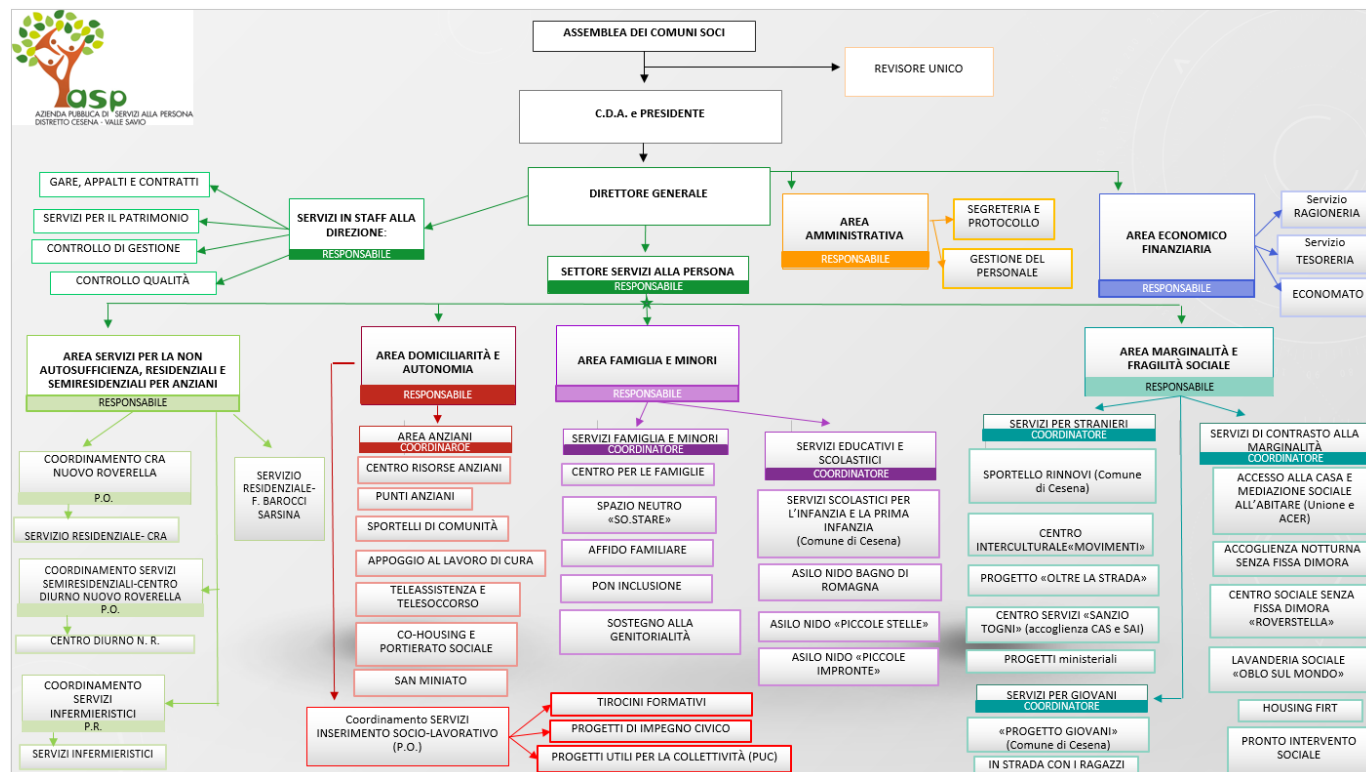 asp
AZIENDA PUBBLICA DI SERVIZI ALLA PERSONA
DISTRETTO CESENA - VALLE SAVIO
ASSEMBLEA DEI COMUNI SOCI
REVISORE UNICO
C.D.A. e PRESIDENTE
DIRETTORE GENERALE
GARE, APPALTI E CONTRATTI
SERVIZI PER IL PATRIMONIO
CONTROLLO DI GESTIONE
CONTROLLO QUALITÀ
SERVIZI IN STAFF ALLA
DIREZIONE:
RESPONSABILE
SETTORE SERVIZI ALLA PERSONA
RESPONSABILE
AREA
AMMINISTRATIVA
RESPONSABILE
SEGRETERIA E
PROTOCOLLO
GESTIONE DEL
PERSONALE
AREA ECONOMICO
FINANZIARIA
RESPONSABILE
Servizio
RAGIONERIA
Servizio
TESORERIA
ECONOMATO
AREA SERVIZI PER LA NON
AUTOSUFFICIENZA, RESIDENZIALI E
SEMIRESIDENZIALI PER ANZIANI
RESPONSABILE
COORDINAMENTO CRA
NUOVO ROVERELLA
P.O.
SERVIZIO RESIDENZIALE- CRA
COORDINAMENTO SERVIZI
SEMIRESIDENZIALI-CENTRO
DIURNO NUOVO ROVERELLA
P.O.
CENTRO DIURNO N. R.
COORDINAMENTO
SERVIZI
INFERMIERISTICI
P.R.
SERVIZI INFERMIERISTICI
SERVIZIO
RESIDENZIALE-
F. BAROCCI
SARSINA
AREA DOMICILIARITÀ E
AUTONOMIA
RESPONSABILE
AREA ANZIANI
COORDINAROE
CENTRO RISORSE ANZIANI
PUNTI ANZIANI
SPORTELLI DI COMUNITÀ
APPOGGIO AL LAVORO DI CURA
TELEASSISTENZA E
TELESOCCORSO
CO-HOUSING E
PORTIERATO SOCIALE
SAN MINIATO
Coordinamento SERVIZI
INSERIMENTO SOCIO-LAVORATIVO
(P.O.)
TIROCINI FORMATIVI
PROGETTI DI IMPEGNO CIVICO
PROGETTI UTILI PER LA COLLETTIVITÀ (PUC)
AREA FAMIGLIA E MINORI
RESPONSABILE
SERVIZI FAMIGLIA E MINORI
COORDINATORE
CENTRO PER LE FAMIGLIE
SPAZIO NEUTRO
«SO.STARE»
AFFIDO FAMILIARE
PON INCLUSIONE
SOSTEGNO ALLA
GENITORIALITÀ
SERVIZI EDUCATIVI E
SCOLASTIICI
COORDINATORE
SERVIZI SCOLASTICI PER
L'INFANZIA E LA PRIMA
INFANZIA
(Comune di Cesena)
ASILO NIDO BAGNO DI
ROMAGNA
ASILO NIDO «PICCOLE STELLE»
ASILO NIDO «PICCOLE
IMPRONTE»
AREA MARGINALITÀ E
FRAGILITÀ SOCIALE
RESPONSABILE
SERVIZI PER STRANIERI
COORDINATORE
SPORTELLO RINNOVI (Comune
di Cesena)
CENTRO
INTERCULTURALE«MOVIMENTI»
PROGETTO «OLTRE LA STRADA»
CENTRO SERVIZI «SANZIO
TOGNI» (accoglienza CAS e SAI)
PROGETTI ministeriali
SERVIZI PER GIOVANI
COORDINATORE
«PROGETTO GIOVANI»
(Comune di Cesena)
IN STRADA CON I RAGAZZI
SERVIZI DI CONTRASTO ALLA
MARGINALITÀ
COORDINATORE
ACCESSO ALLA CASA E
MEDIAZIONE SOCIALE
ALL'ABITARE (Unione e
ACER)
ACCOGLIENZA NOTTURNA
SENZA FISSA DIMORA
CENTRO SOCIALE SENZA
FISSA DIMORA
«ROVERSTELLA»
LAVANDERIA SOCIALE
«OBLO SUL MONDO»
HOUSING FIRT
PRONTO INTERVENTO
SOCIALE